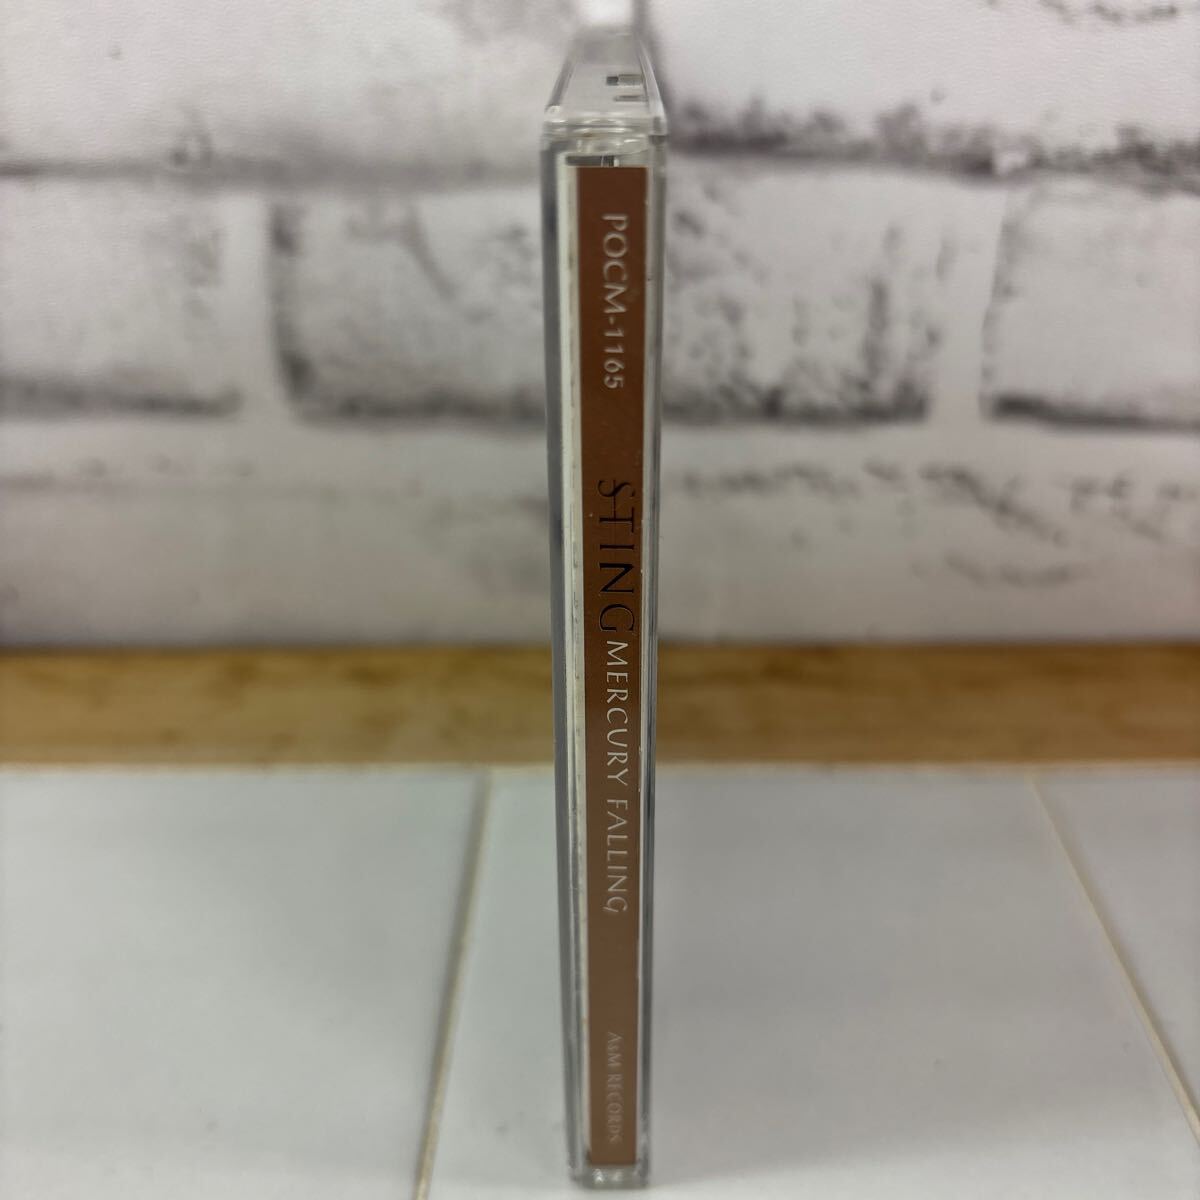 POCM-1165
STING MERCURY FALLING
A&M RECORDS